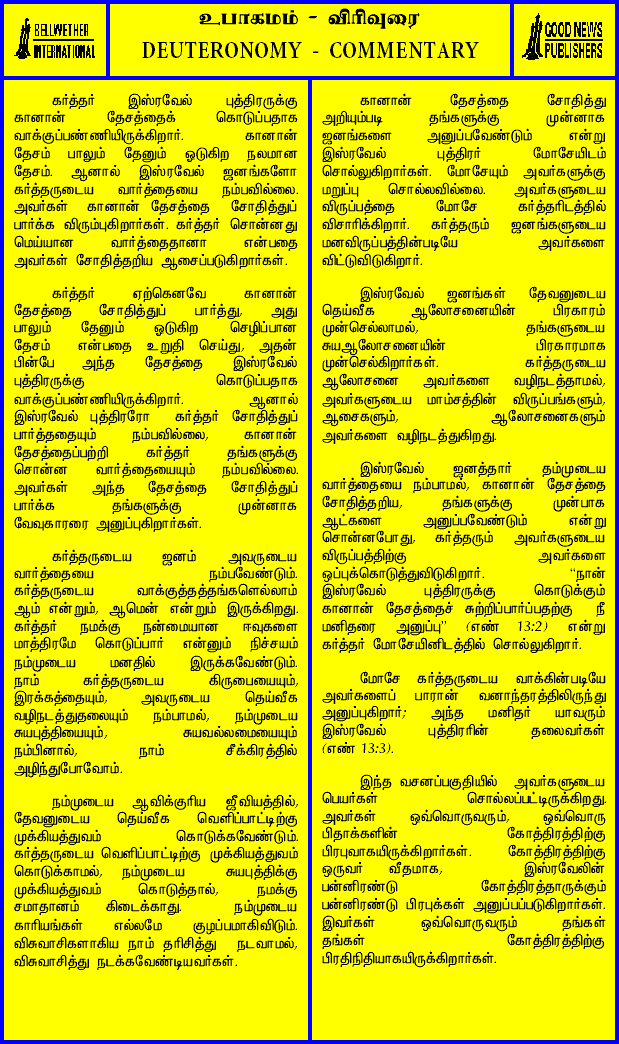 BELLWETHER
INTERNATIONAL
உபாகமம் - விரிவுரை
DEUTERONOMY - COMMENTARY
GOOD NEWS
PUBLISHERS
கர்த்தர் இஸ்ரவேல் புத்திரருக்கு
கானான் தேசத்தைக் கொடுப்பதாக
வாக்குப்பண்ணியிருக்கிறார். கானான்
தேசம் பாலும் தேனும் ஒடுகிற நலமான
தேசம். ஆனால் இஸ்ரவேல் ஜனங்களோ
கர்த்தருடைய வார்த்தையை நம்பவில்லை.
அவர்கள் கானான் தேசத்தை சோதித்துப்
பார்க்க விரும்புகிறார்கள். கர்த்தர் சொன்னது
மெய்யான வார்த்தைதானா என்பதை
அவர்கள் சோதித்தறிய ஆசைப்படுகிறார்கள்.
கர்த்தர் ஏற்கெனவே கானான்
தேசத்தை சோதித்துப் பார்த்து, அது
பாலும் தேனும் ஒடுகிற செழிப்பான
தேசம் என்பதை உறுதி செய்து, அதன்
பின்பே அந்த தேசத்தை இஸ்ரவேல்
புத்திரருக்கு கொடுப்பதாக
வாக்குப்பண்ணியிருக்கிறார். ஆனால்
இஸ்ரவேல் புத்திரரோ கர்த்தர் சோதித்துப்
பார்த்ததையும் நம்பவில்லை, கானான்
தேசத்தைப்பற்றி கர்த்தர் தங்களுக்கு
சொன்ன வார்த்தையையும் நம்பவில்லை.
அவர்கள் அந்த தேசத்தை சோதித்துப்
பார்க்க தங்களுக்கு முன்னாக
வேவுகாரரை அனுப்புகிறார்கள்.
கர்த்தருடைய ஜனம் அவருடைய
வார்த்தையை நம்பவேண்டும்.
கர்த்தருடைய வாக்குத்தத்தங்களெல்லாம்
ஆம் என்றும், ஆமென் என்றும் இருக்கிறது.
கர்த்தர் நமக்கு நன்மையான ஈவுகளை
மாத்திரமே கொடுப்பார் என்னும் நிச்சயம்
நம்முடைய மனதில் இருக்கவேண்டும்.
நாம் கர்த்தருடைய கிருபையையும்,
இரக்கத்தையும், அவருடைய தெய்வீக
வழிநடத்துதலையும் நம்பாமல், நம்முடைய
சுயபுத்தியையும், சுயவல்லமையையும்
நம்பினால், நாம் சீக்கிரத்தில்
அழிந்துபோவோம்.
நம்முடைய ஆவிக்குரிய ஜீவியத்தில்,
தேவனுடைய தெய்வீக வெளிப்பாட்டிற்கு
முக்கியத்துவம் கொடுக்கவேண்டும்.
கர்த்தருடைய வெளிப்பாட்டிற்கு முக்கியத்துவம்
கொடுக்காமல், நம்முடைய சுயபுத்திக்கு
முக்கியத்துவம் கொடுத்தால், நமக்கு
சமாதானம் கிடைக்காது. நம்முடைய
காரியங்கள் எல்லாமே குழப்பமாகிவிடும்.
விசுவாசிகளாகிய நாம் தரிசித்து நடவாமல்,
விசுவாசித்து நடக்கவேண்டியவர்கள்.
கானான் தேசத்தை சோதித்து
அறியும்படி தங்களுக்கு முன்னாக
ஜனங்களை அனுப்பவேண்டும் என்று
இஸ்ரவேல் புத்திரர் மோசேயிடம்
சொல்லுகிறார்கள். மோசேயும் அவர்களுக்கு
மறுப்பு சொல்லவில்லை. அவர்களுடைய
விருப்பத்தை மோசே கர்த்தரிடத்தில்
விசாரிக்கிறார். கர்த்தரும் ஜனங்களுடைய
மனவிருப்பத்தின்படியே அவர்களை
விட்டுவிடுகிறார்.
இஸ்ரவேல் ஜனங்கள் தேவனுடைய
தெய்வீக ஆலோசனையின் பிரகாரம்
முன்செல்லாமல், தங்களுடைய
சுயஆலோசனையின் பிரகாரமாக
முன்செல்கிறார்கள். கர்த்தருடைய
ஆலோசனை அவர்களை வழிநடத்தாமல்,
அவர்களுடைய மாம்சத்தின் விருப்பங்களும்,
ஆசைகளும், ஆலோசனைகளும்
அவர்களை வழிநடத்துகிறது.
இஸ்ரவேல் ஜனத்தார் தம்முடைய
வார்த்தையை நம்பாமல், கானான் தேசத்தை
சோதித்தறிய, தங்களுக்கு முன்பாக
ஆட்களை அனுப்பவேண்டும் என்று
சொன்னபோது, கர்த்தரும் அவர்களுடைய
விருப்பத்திற்கு அவர்களை
ஒப்புக்கொடுத்துவிடுகிறார். "நான்
இஸ்ரவேல் புத்திரருக்கு கொடுக்கும்
கானான் தேசத்தைச் சுற்றிப்பார்ப்பதற்கு நீ
மனிதரை அனுப்பு" (எண் 13:2) என்று
கர்த்தர் மோசேயினிடத்தில் சொல்லுகிறார்.
மோசே கர்த்தருடைய வாக்கின்படியே
அவர்களைப் பாரான் வனாந்தரத்திலிருந்து
அனுப்புகிறார்; அந்த மனிதர் யாவரும்
இஸ்ரவேல் புத்திரரின் தலைவர்கள்
(எண் 13:3).
இந்த வசனப்பகுதியில் அவர்களுடைய
பெயர்கள் சொல்லப்பட்டிருக்கிறது.
அவர்கள் ஒவ்வொருவரும், ஒவ்வொரு
பிதாக்களின் கோத்திரத்திற்கு
பிரபுவாகயிருக்கிறார்கள். கோத்திரத்திற்கு
ஒருவர் வீதமாக, இஸ்ரவேலின்
பன்னிரண்டு கோத்திரத்தாருக்கும்
பன்னிரண்டு பிரபுக்கள் அனுப்பப்படுகிறார்கள்.
இவர்கள் ஒவ்வொருவரும் தங்கள்
தங்கள் கோத்திரத்திற்கு
பிரதிநிதியாகயிருக்கிறார்கள்.